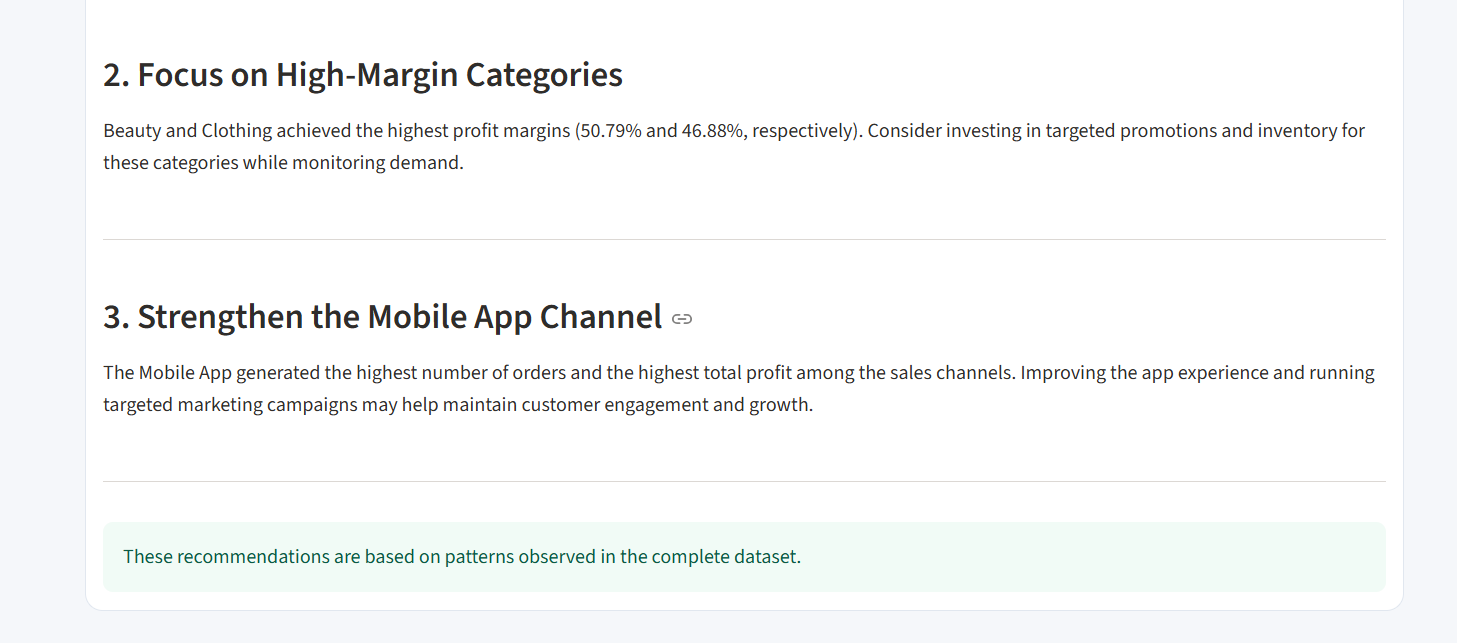 2. Focus on High-Margin Categories
Beauty and Clothing achieved the highest profit margins (50.79% and 46.88%, respectively). Consider investing in targeted promotions and inventory for
these categories while monitoring demand.
3. Strengthen the Mobile App Channel
The Mobile App generated the highest number of orders and the highest total profit among the sales channels. Improving the app experience and running
targeted marketing campaigns may help maintain customer engagement and growth.
These recommendations are based on patterns observed in the complete dataset.